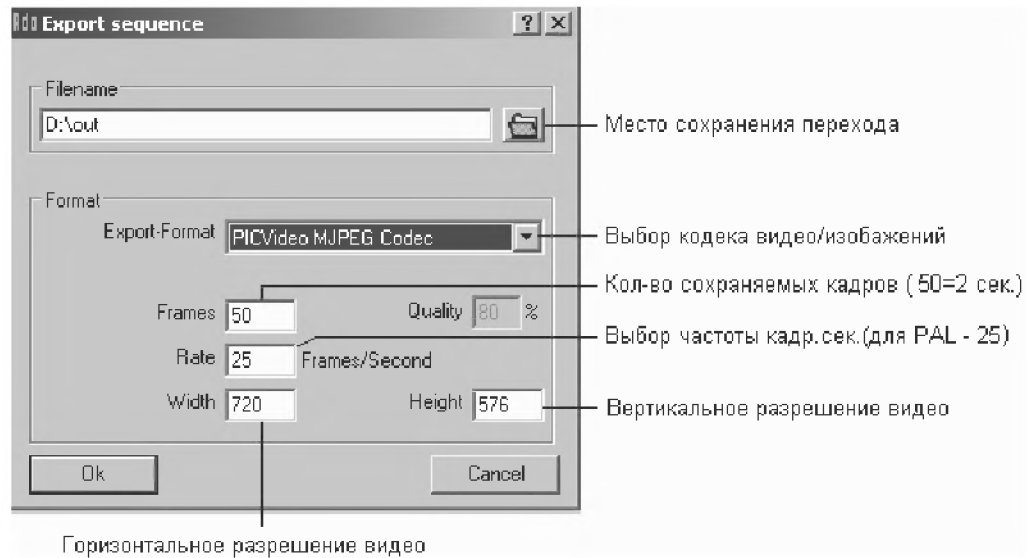 Ado Export sequence
Filename
D:\out
Место сохранения перехода
Format
Export-Format PICVideo MJPEG Codec
Выбор кодека видео/изобажений
Кол-во сохраняемых кадров ( 50=2 сек.)
Frames 50 Quality 80 %
Выбор частоты кадр.сек.(для PAL - 25)
Rate 25 Frames/Second
Width 720 Height 576
Вертикальное разрешение видео
Ok Cancel
Горизонтальное разрешение видео